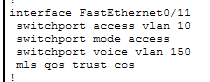 interface FastEthernet0/11
 switchport access vlan 10
 switchport mode access
 switchport voice vlan 150
 mls qos trust cos
!